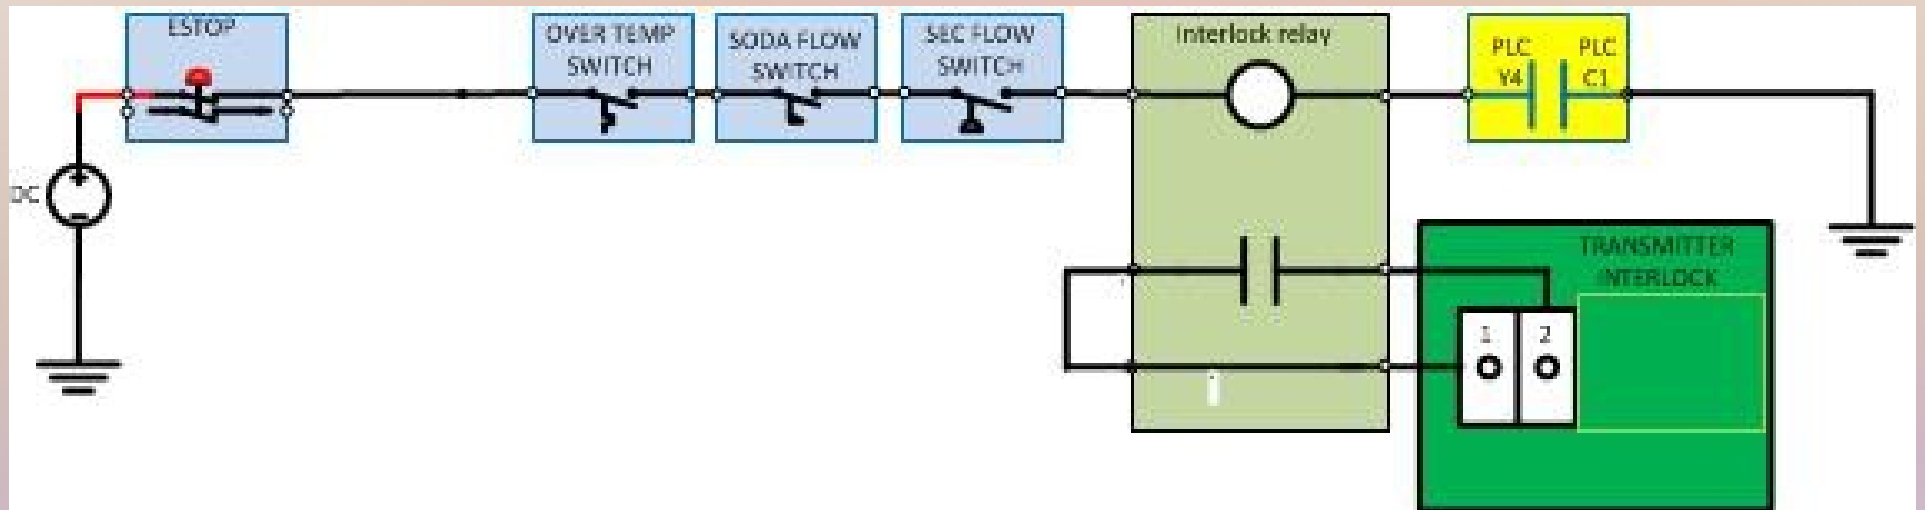 ESTOP
OVER TEMP
SWITCH
SODA FLOW
SWITCH
SEC FLOW
SWITCH
Interlock relay
PLC PLC
Y4 C1
DC
TRANSMITTER
INTERLOCK
1 2